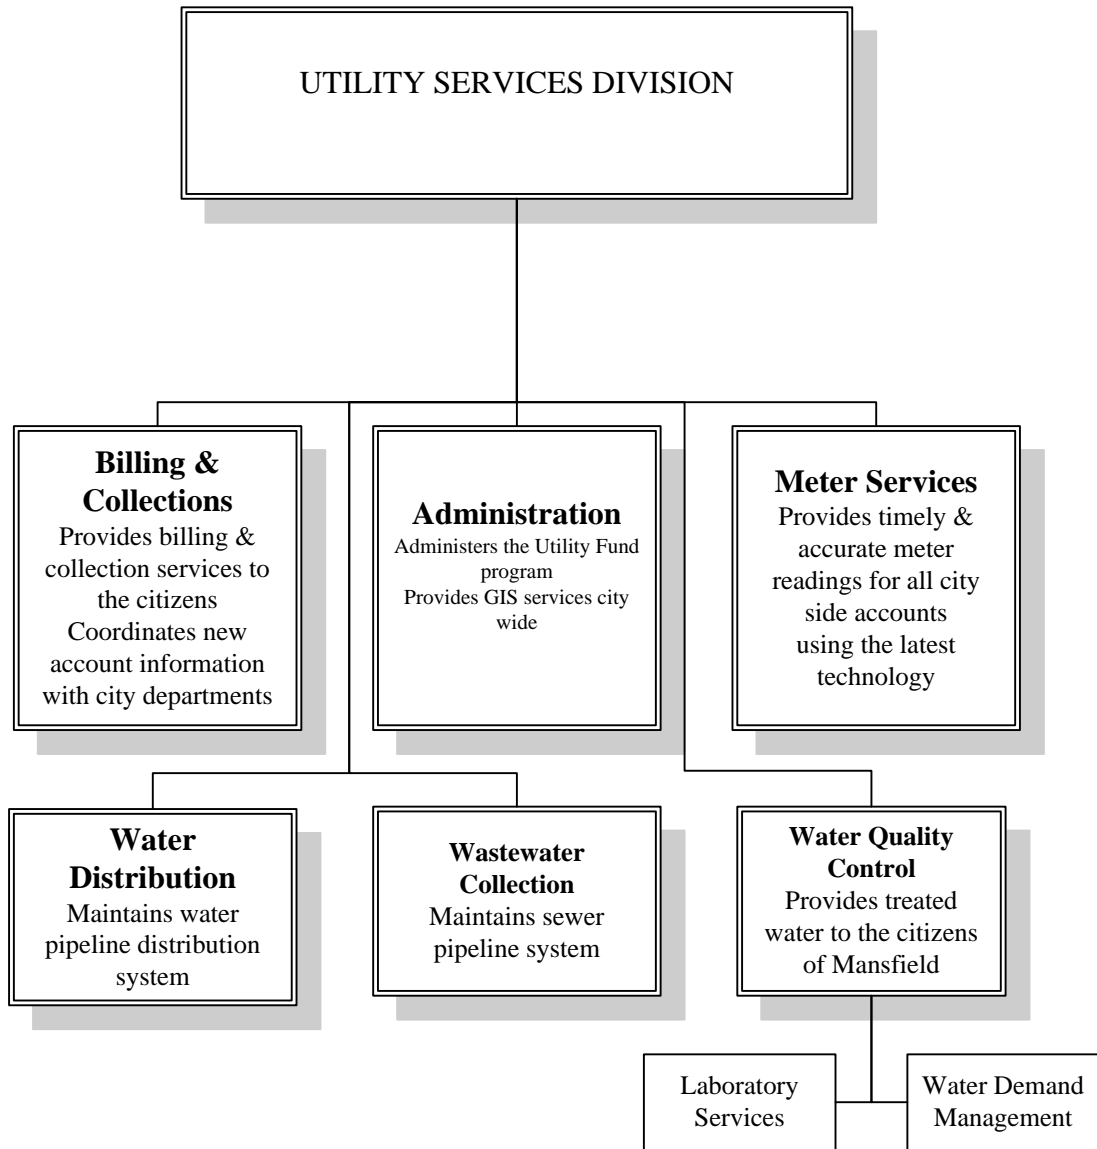 UTILITY SERVICES DIVISION
Billing &
Collections
Provides billing &
collection services to
the citizens
Coordinates new
account information
with city departments
Administration
Administers the Utility Fund
program
Provides GIS services city
wide
Meter Services
Provides timely &
accurate meter
readings for all city
side accounts
using the latest
technology
Water
Distribution
Maintains water
pipeline distribution
system
Wastewater
Collection
Maintains sewer
pipeline system
Water Quality
Control
Provides treated
water to the citizens
of Mansfield
Laboratory
Services
Water Demand
Management